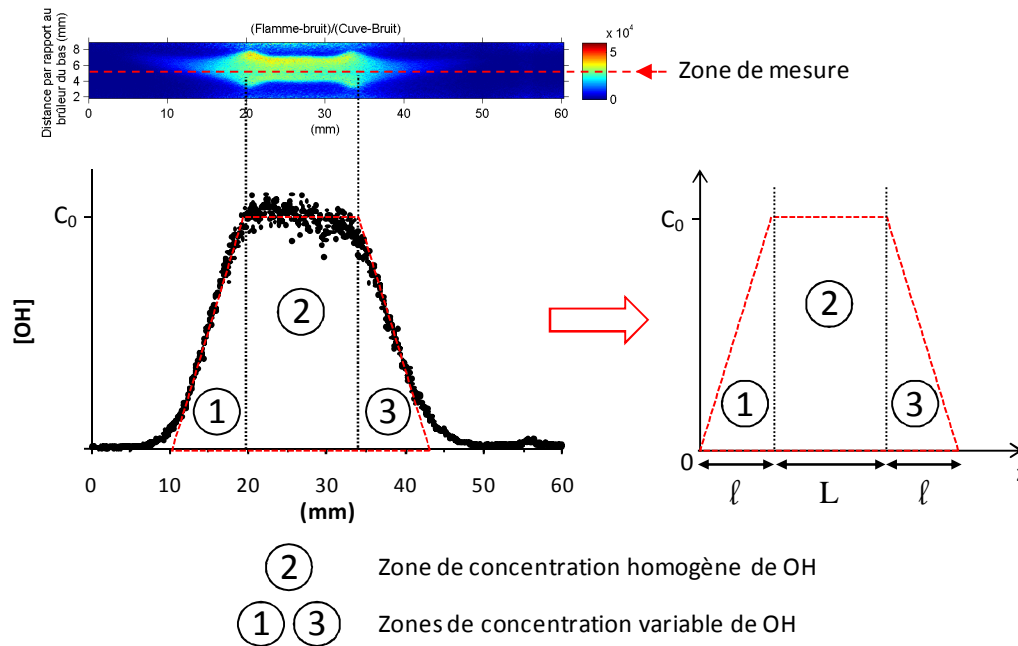 (Flamme-bruit)/(Cuve-Bruit)
Distance par rapport au
brûleur du bas (mm)
8
6
4
2
0 10 20 30 40 50 60
(mm)
x 10⁴
5
0
Zone de mesure
C₀
[OH]
1
2
3
0 10 20 30 40 50 60
(mm)
C₀
1
2
3
0
ℓ L ℓ
2 Zone de concentration homogène de OH
1 3 Zones de concentration variable de OH